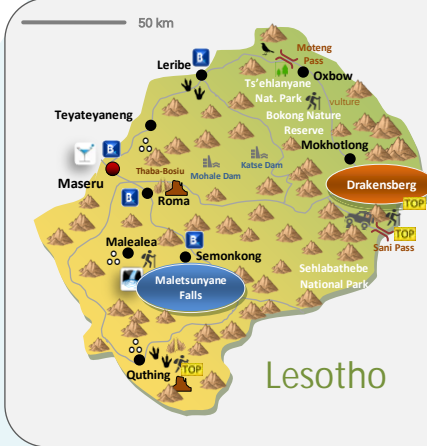 50 km
Moteng
Pass
Leribe
B.
Oxbow
Ts'ehlanyane
Nat. Park
vulture
Teyateyaneng
Bokong Nature
Reserve
B.
Mokhotlong
Maseru
Thaba-Bosiu
Mohale Dam
Katse Dam
Drakensberg
B.
Roma
TOP
TOP
Sani Pass
Malealea
B.
Semonkong
Sehlabathebe
National Park
Maletsunyane
Falls
Quthing
TOP
Lesotho